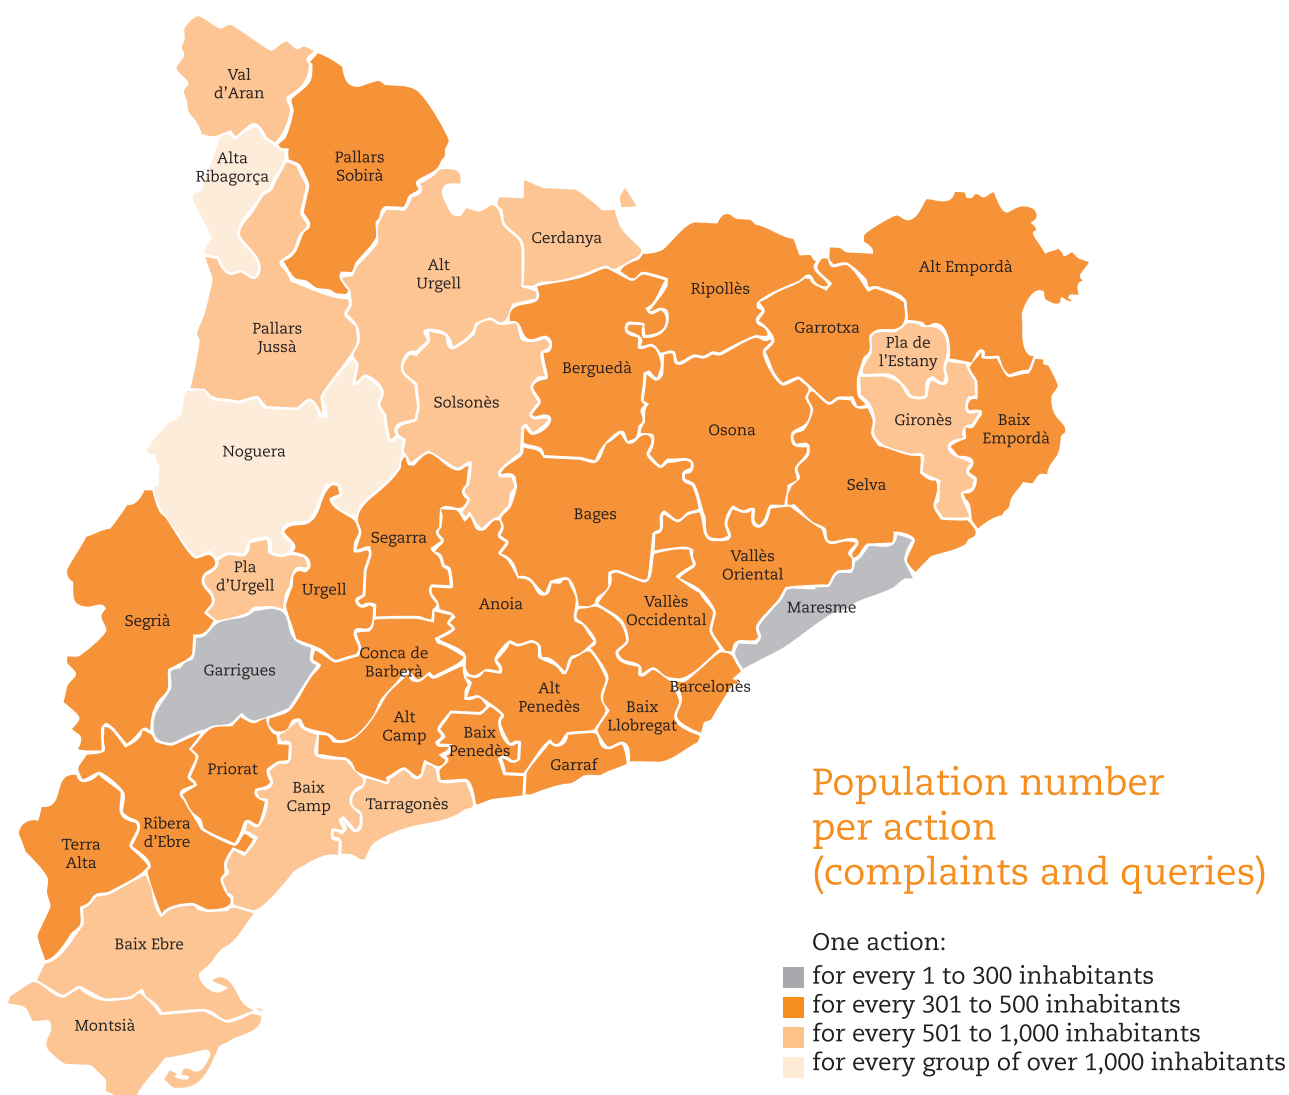 Val
d'Aran
Alta
Ribagorça
Pallars
Sobirà
Cerdanya
Alt
Urgell
Alt Empordà
Ripollès
Pallars
Jussà
Garrotxa
Pla de
l'Estany
Berguedà
Solsonès
Gironès
Baix
Empordà
Osona
Noguera
Selva
Bages
Segarra
Vallès
Oriental
Pla
d'Urgell
Urgell
Anoia
Vallès
Occidental
Maresme
Segrià
Garrigues
Conca de
Barberà
Barcelonès
Alt
Penedès
Baix
Llobregat
Alt
Camp
Baix
Penedès
Garraf
Priorat
Baix
Camp
Tarragonès
Ribera
d'Ebre
Terra
Alta
Baix Ebre
Montsià
Population number
per action
(complaints and queries)
One action:
for every 1 to 300 inhabitants
for every 301 to 500 inhabitants
for every 501 to 1,000 inhabitants
for every group of over 1,000 inhabitants